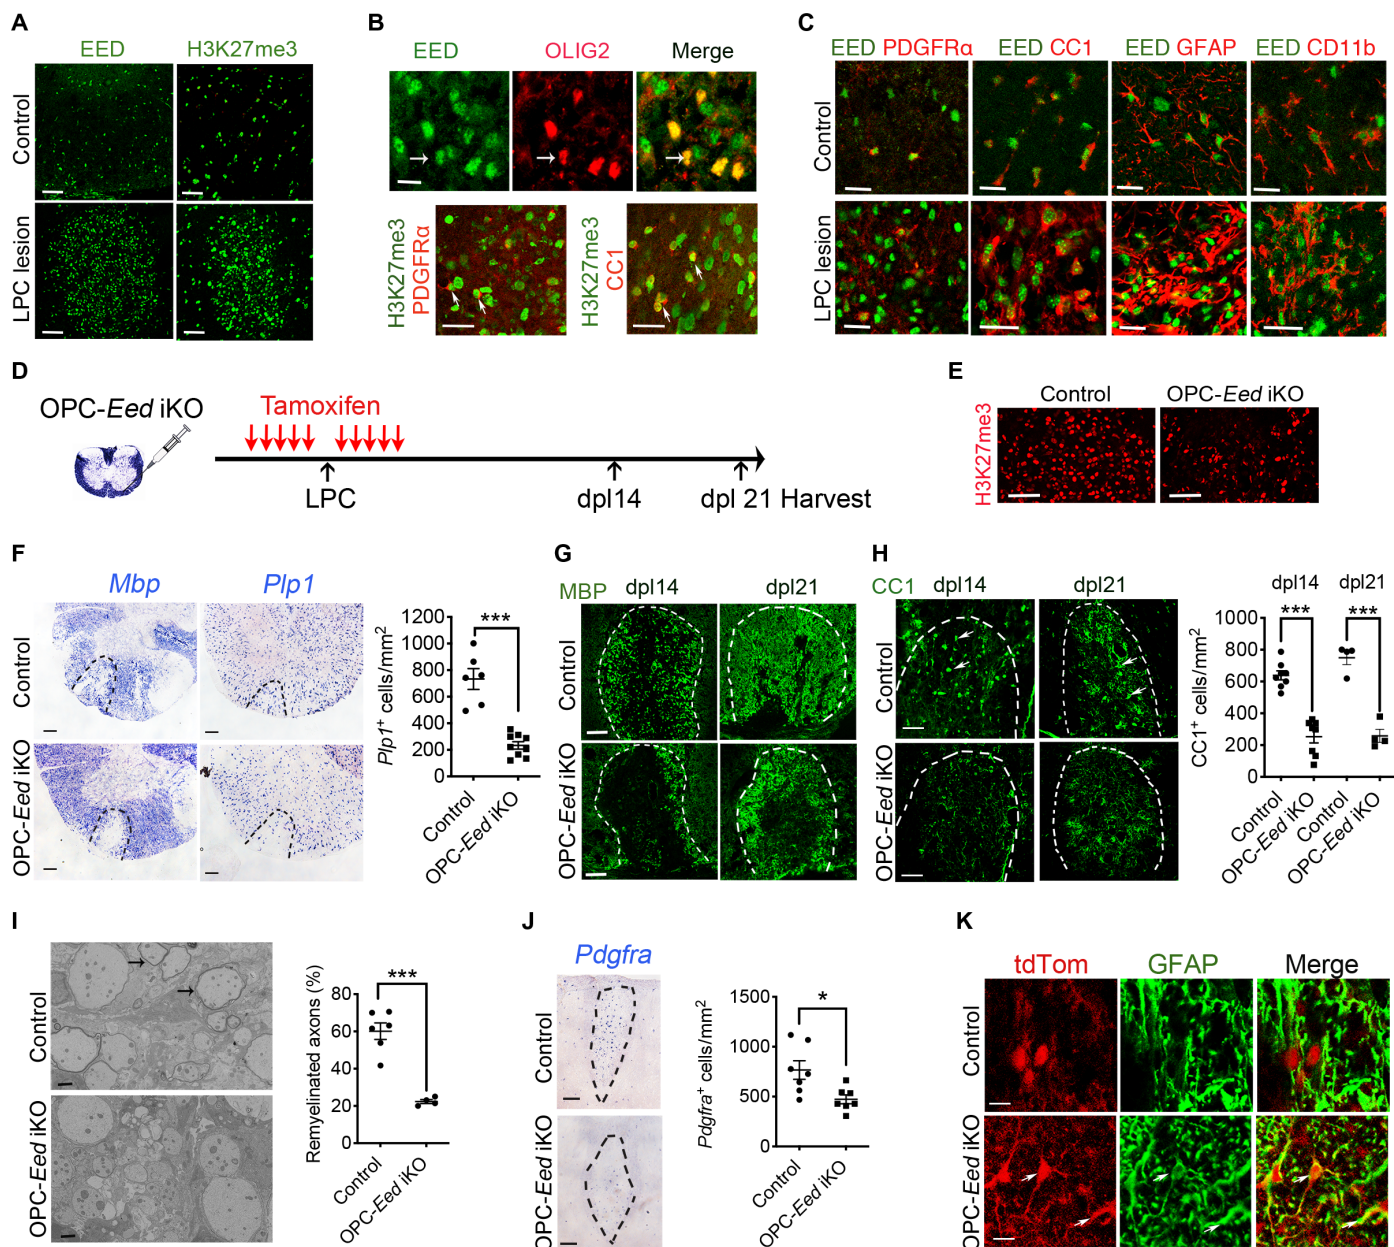 A
EED
H3K27me3
Control
LPC lesion
B
EED
OLIG2
Merge
H3K27me3
PDGFRα
H3K27me3
CC1
C
EED PDGFRα
EED CC1
EED GFAP
EED CD11b
Control
LPC lesion
D
OPC-Eed iKO
Tamoxifen
LPC
dpl14
dpl 21 Harvest
E
Control
OPC-Eed iKO
H3K27me3
F
Mbp
Plp1
Control
OPC-Eed iKO
Plp1+ cells/mm2
1200
1000
800
600
400
200
0
***
Control
OPC-Eed iKO
G
MBP
dpl14
dpl21
Control
OPC-Eed iKO
H
CC1
dpl14
dpl21
Control
OPC-Eed iKO
dpl14
dpl21
CC1+ cells/mm2
1000
800
600
400
200
0
***
***
Control
OPC-Eed iKO
Control
OPC-Eed iKO
I
Control
OPC-Eed iKO
Remyelinated axons (%)
80
60
40
20
0
***
Control
OPC-Eed iKO
J
Pdgfra
Control
OPC-Eed iKO
Pdgfra+ cells/mm2
1500
1000
500
0
*
Control
OPC-Eed iKO
K
tdTom
GFAP
Merge
Control
OPC-Eed iKO